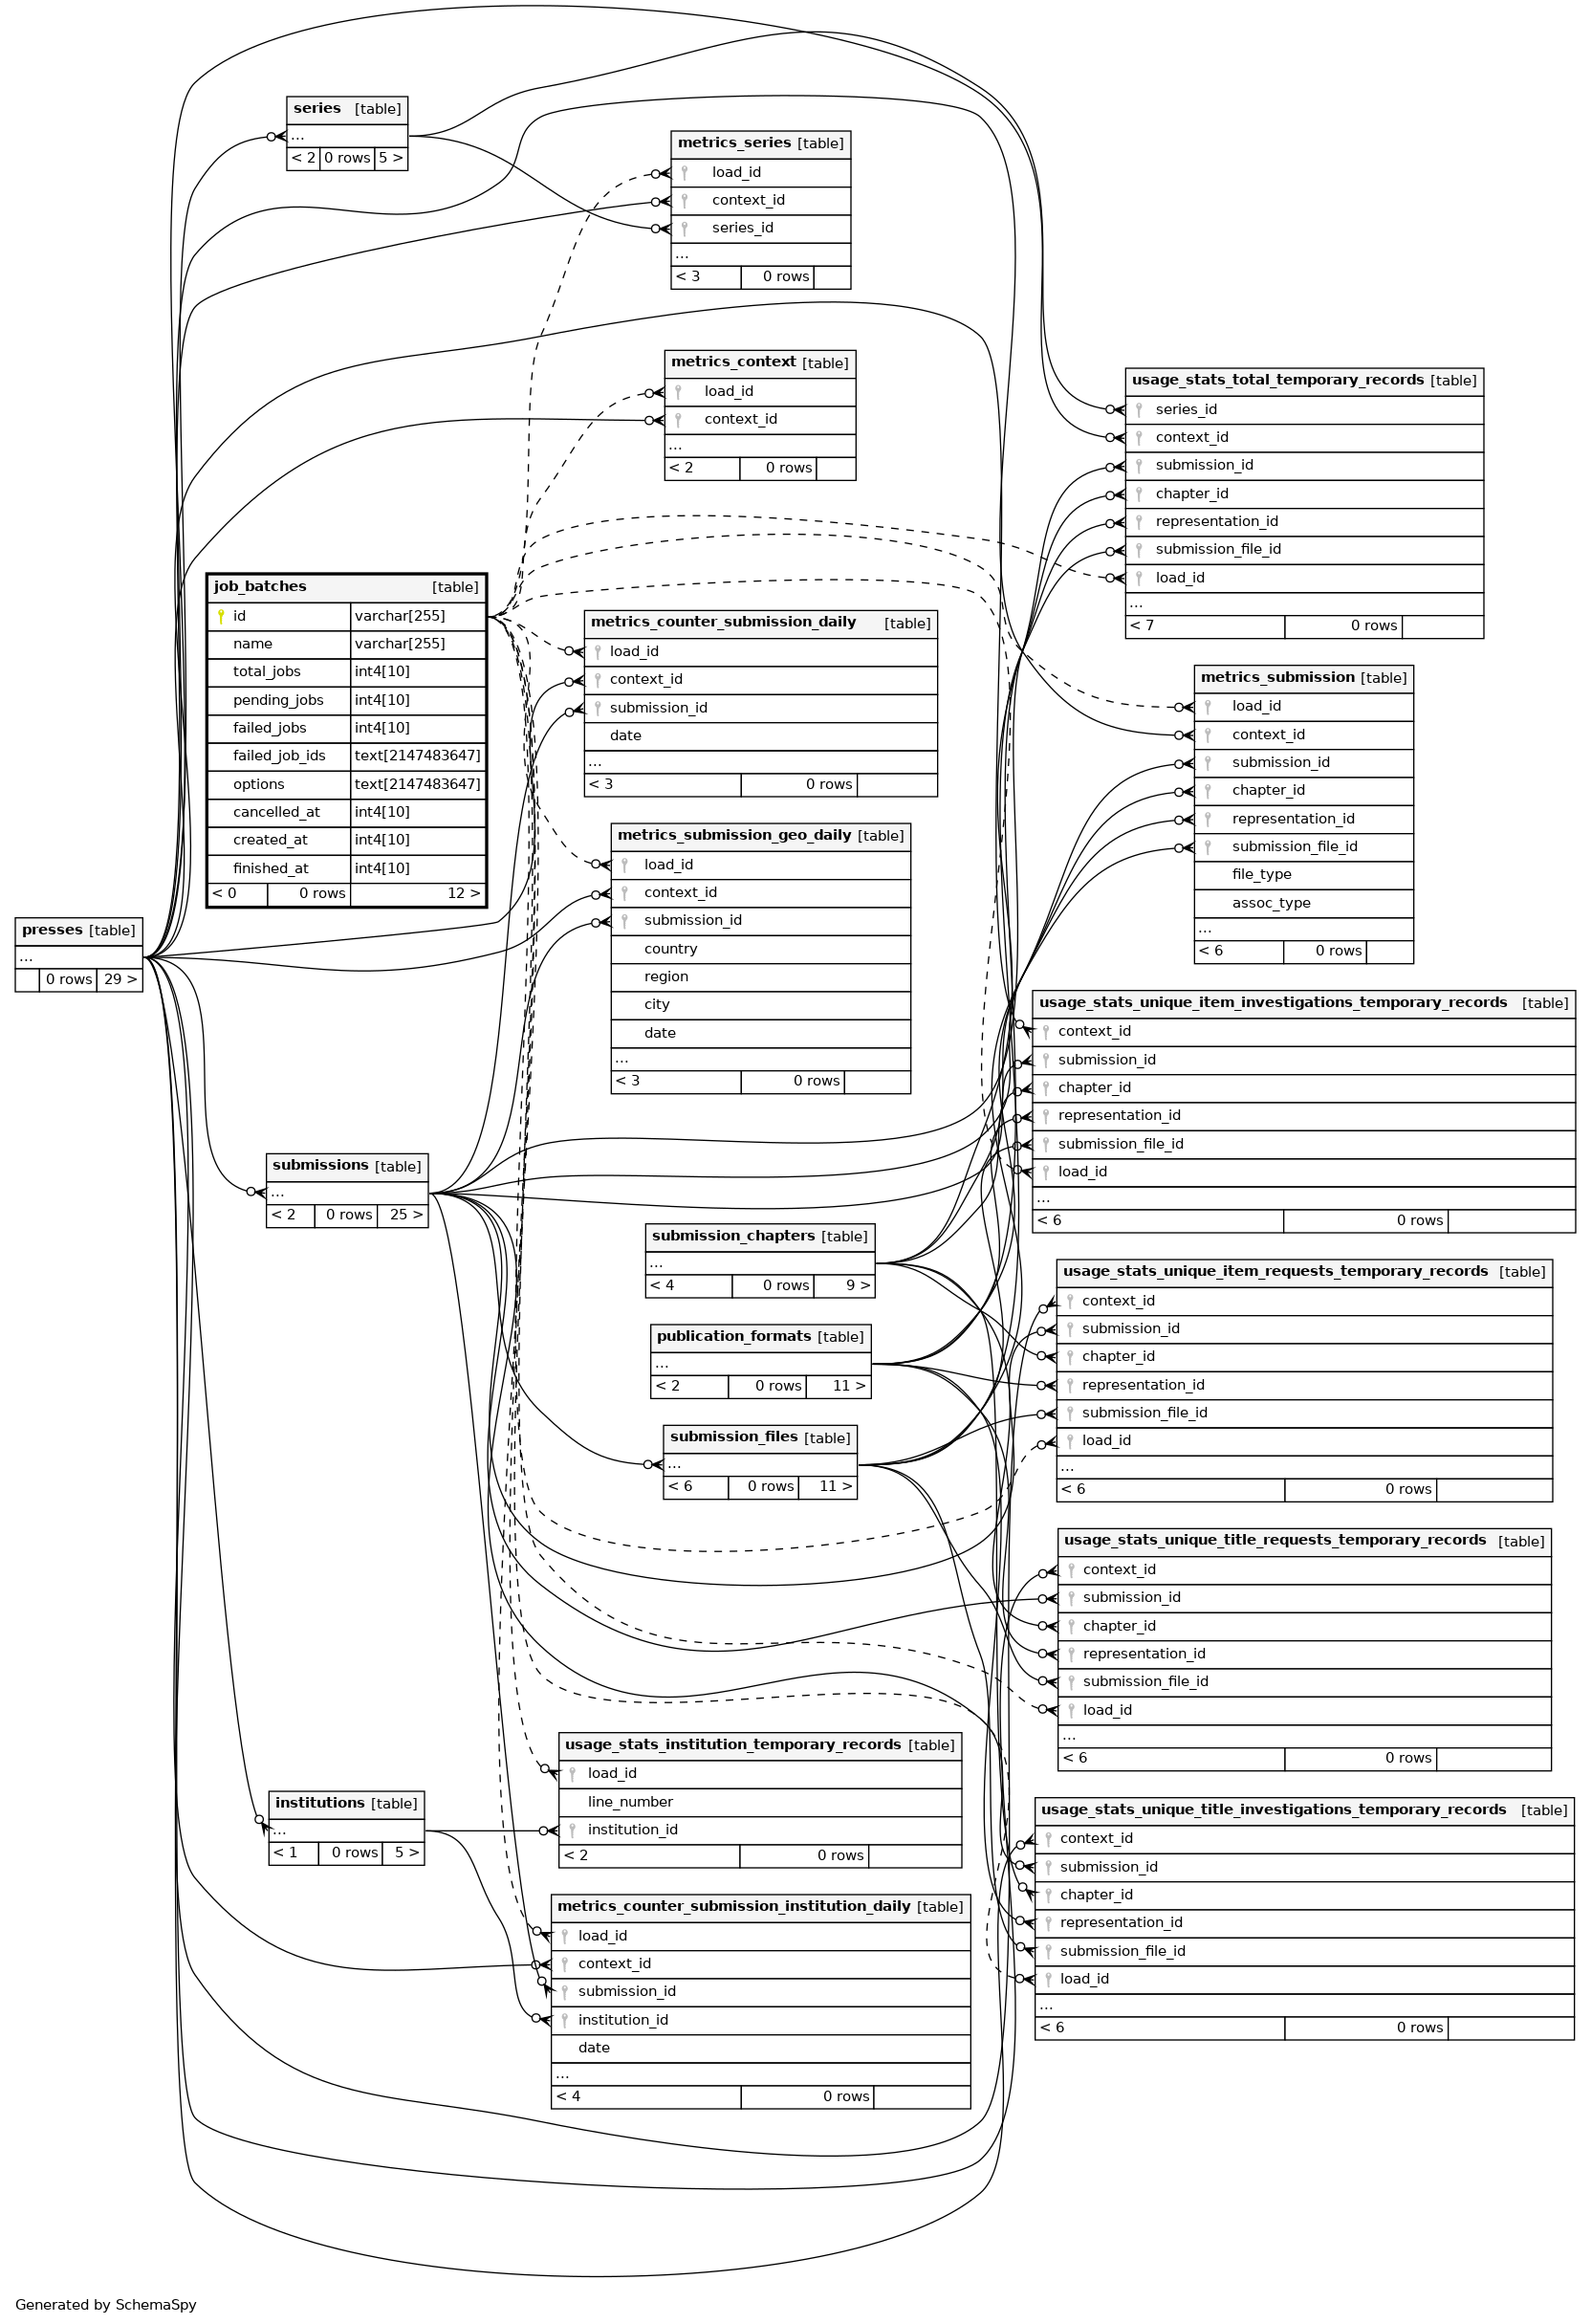 series [table]
...
< 2 0 rows 5 >
metrics_series [table]
load_id
context_id
series_id
...
< 3 0 rows
metrics_context [table]
load_id
context_id
...
< 2 0 rows
usage_stats_total_temporary_records [table]
series_id
context_id
submission_id
chapter_id
representation_id
submission_file_id
load_id
...
< 7 0 rows
job_batches [table]
id varchar[255]
name varchar[255]
total_jobs int4[10]
pending_jobs int4[10]
failed_jobs int4[10]
failed_job_ids text[2147483647]
options text[2147483647]
cancelled_at int4[10]
created_at int4[10]
finished_at int4[10]
< 0 0 rows 12 >
metrics_counter_submission_daily [table]
load_id
context_id
submission_id
date
...
< 3 0 rows
metrics_submission [table]
load_id
context_id
submission_id
chapter_id
representation_id
submission_file_id
file_type
assoc_type
...
< 6 0 rows
metrics_submission_geo_daily [table]
load_id
context_id
submission_id
country
region
city
date
...
< 3 0 rows
presses [table]
...
0 rows 29 >
usage_stats_unique_item_investigations_temporary_records [table]
context_id
submission_id
chapter_id
representation_id
submission_file_id
load_id
...
< 6 0 rows
submissions [table]
...
< 2 0 rows 25 >
submission_chapters [table]
...
< 4 0 rows 9 >
usage_stats_unique_item_requests_temporary_records [table]
context_id
submission_id
chapter_id
representation_id
submission_file_id
load_id
...
< 6 0 rows
publication_formats [table]
...
< 2 0 rows 11 >
submission_files [table]
...
< 6 0 rows 11 >
usage_stats_unique_title_requests_temporary_records [table]
context_id
submission_id
chapter_id
representation_id
submission_file_id
load_id
...
< 6 0 rows
usage_stats_institution_temporary_records [table]
load_id
line_number
institution_id
< 2 0 rows
institutions [table]
...
< 1 0 rows 5 >
usage_stats_unique_title_investigations_temporary_records [table]
context_id
submission_id
chapter_id
representation_id
submission_file_id
load_id
...
< 6 0 rows
metrics_counter_submission_institution_daily [table]
load_id
context_id
submission_id
institution_id
date
...
< 4 0 rows
Generated by SchemaSpy